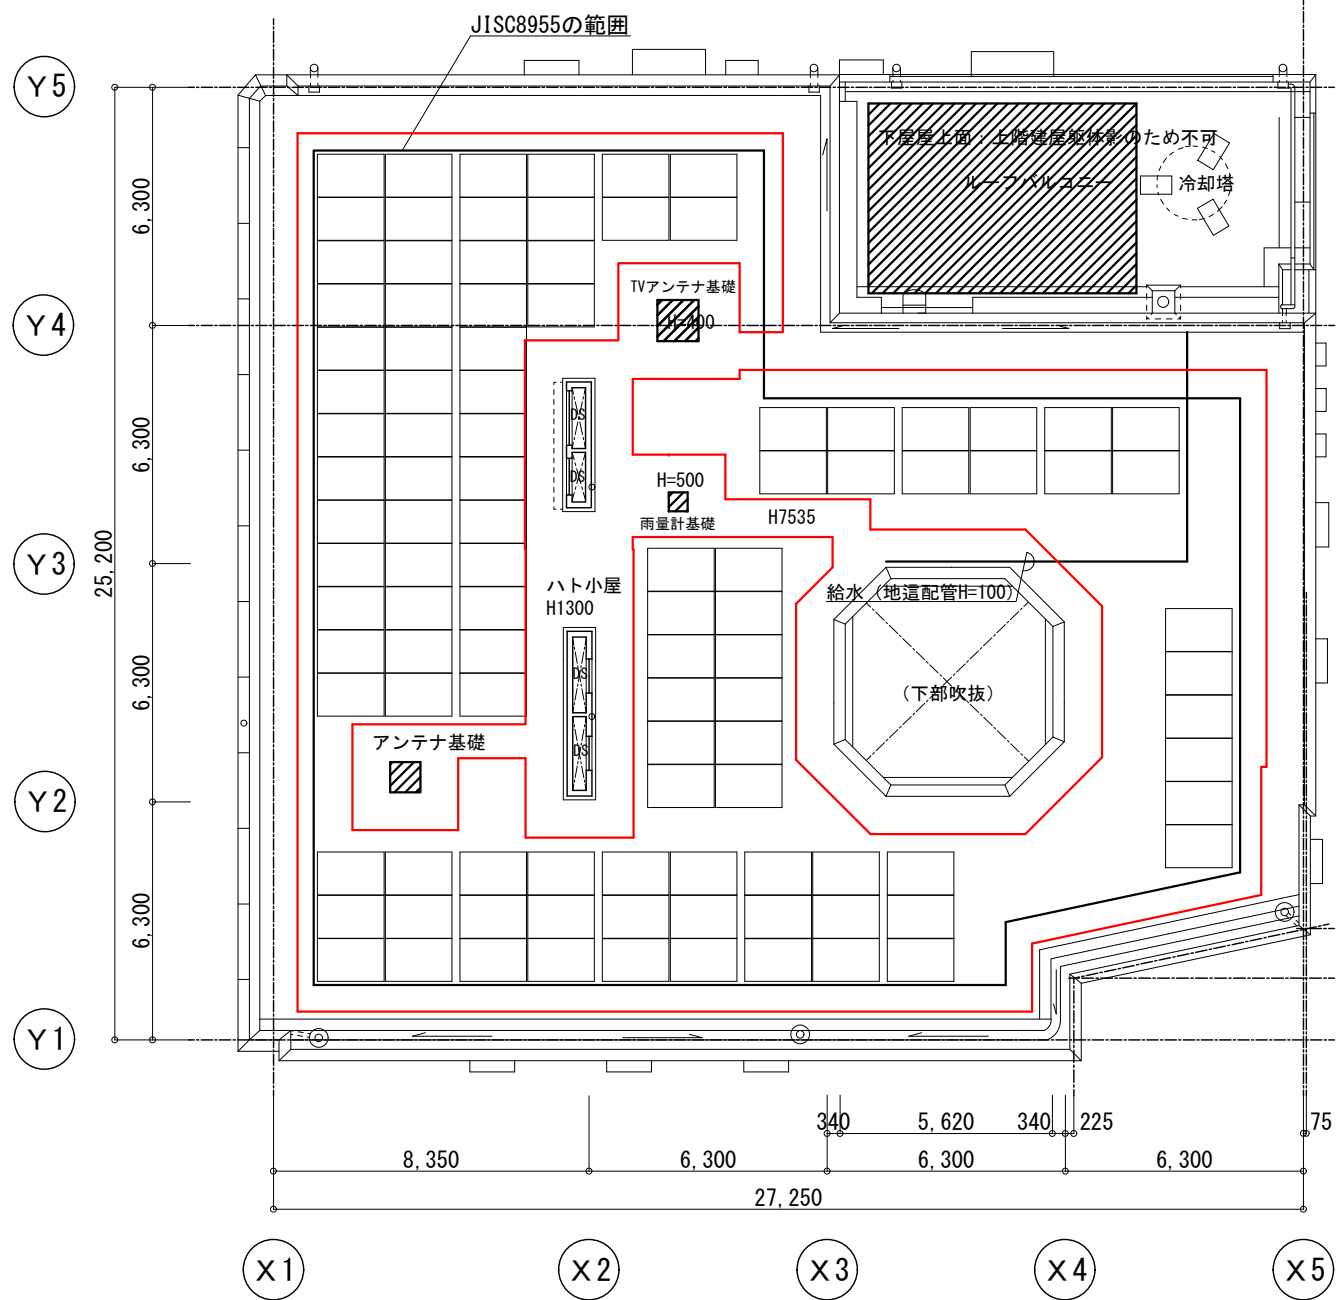 JISC8955の範囲
Y5
下屋屋上面：上階建屋躯体影のため不可
ルーフバルコニー
冷却塔
6,300
TVアンテナ基礎
H=400
Y4
DS
6,300
DS
H=500
雨量計基礎
H7535
25,200
Y3
ハト小屋
H1300
給水（地這配管H=100）
6,300
DS
（下部吹抜）
アンテナ基礎
DS
Y2
6,300
Y1
340
5,620
340
225
75
8,350
6,300
6,300
6,300
27,250
X1
X2
X3
X4
X5